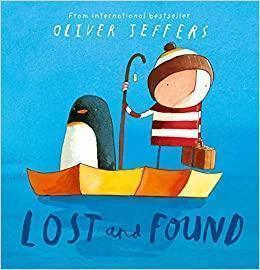 From international bestseller
OLIVER JEFFERS
LOST and FOUND